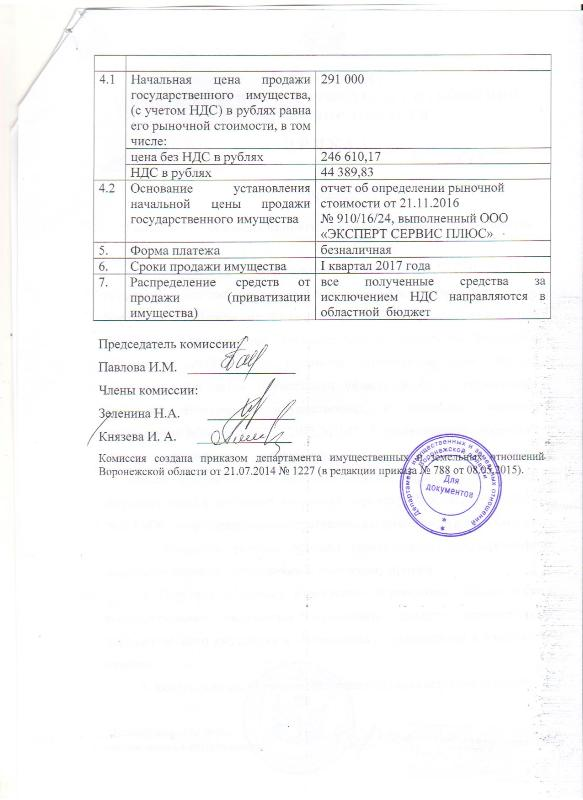 4.1 Начальная цена продажи 291 000
государственного имущества,
(с учетом НДС) в рублях равна
его рыночной стоимости, в том
числе:
цена без НДС в рублях 246 610,17
НДС в рублях 44 389,83
4.2 Основание установления отчет об определении рыночной
начальной цены продажи стоимости от 21.11.2016
государственного имущества № 910/16/24, выполненный ООО
«ЭКСПЕРТ СЕРВИС ПЛЮС»
5. Форма платежа безналичная
6. Сроки продажи имущества I квартал 2017 года
7. Распределение средств от все полученные средства за
продажи (приватизации исключением НДС направляются в
имущества) областной бюджет
Председатель комиссии:
Павлова И.М.
Члены комиссии:
Зеленина Н.А.
Князева И. А.
Комиссия создана приказом департамента имущественных и земельных отношений
Воронежской области от 21.07.2014 № 1227 (в редакции приказа № 788 от 08.05.2015).
Департамент имущественных и земельных отношений
Воронежской области
Для
документов